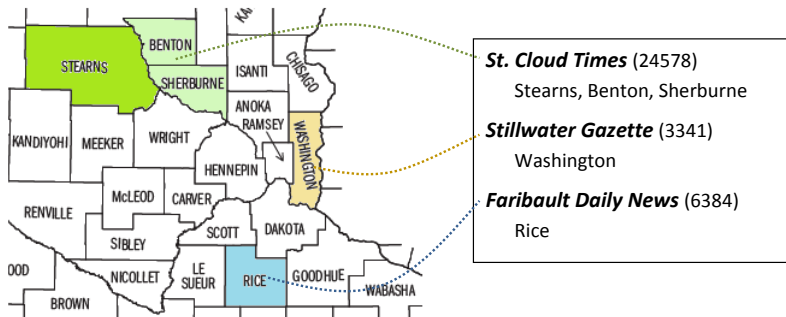 KA
BENTON
STEARNS
SHERBURNE
ISANTI
CHISAGO
ANOKA
RAMSEY
KANDIYOHI
MEEKER
WRIGHT
WASHINGTON
HENNEPIN
McLEOD
CARVER
RENVILLE
SCOTT
DAKOTA
SIBLEY
OOD
NICOLLET
LE
SUEUR
RICE
GOODHUE
WABASHA
BROWN
St. Cloud Times (24578)
Stearns, Benton, Sherburne
Stillwater Gazette (3341)
Washington
Faribault Daily News (6384)
Rice